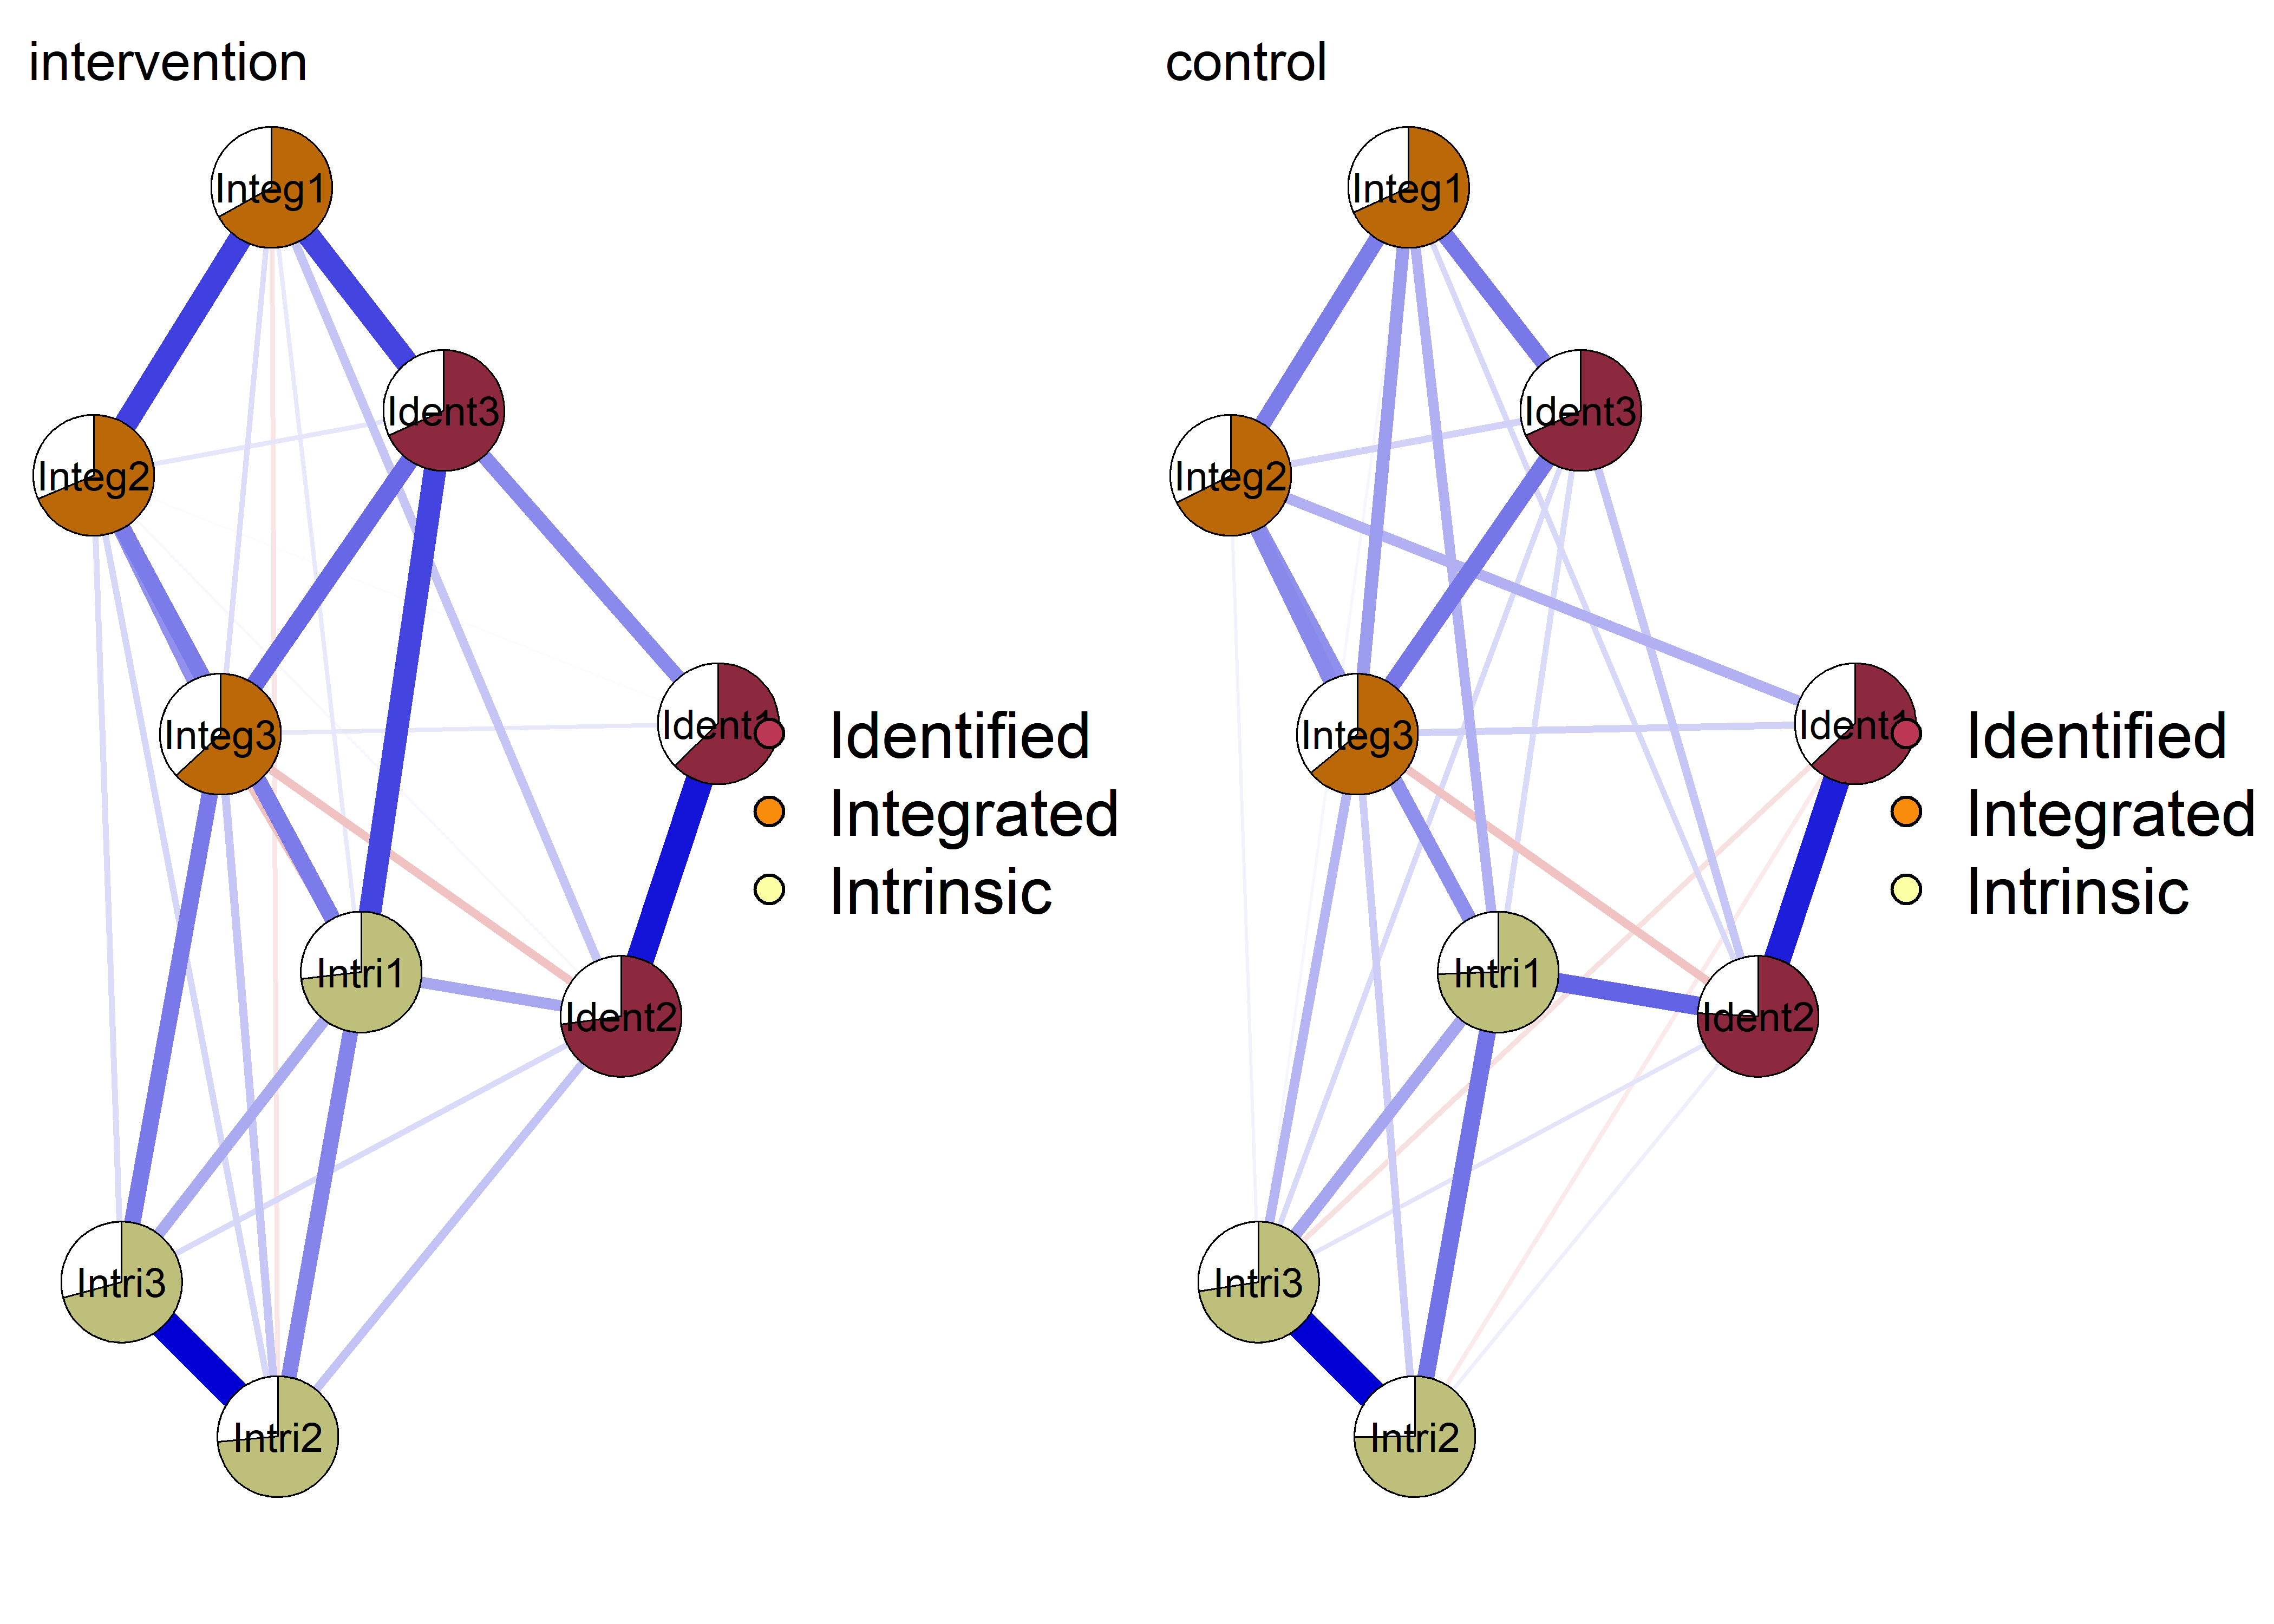 intervention
Integ1
Ident3
Integ2
Integ3
Ident1
Intri1
Ident2
Intri3
Intri2
Identified
Integrated
Intrinsic
control
Integ1
Ident3
Integ2
Integ3
Ident1
Intri1
Ident2
Intri3
Intri2
Identified
Integrated
Intrinsic